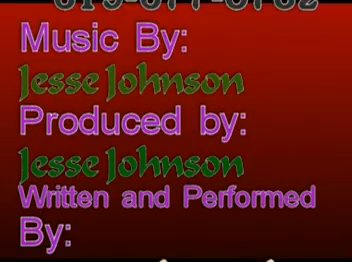 Music By:
Jesse Johnson
Produced by:
Jesse Johnson
Written and Performed
By: